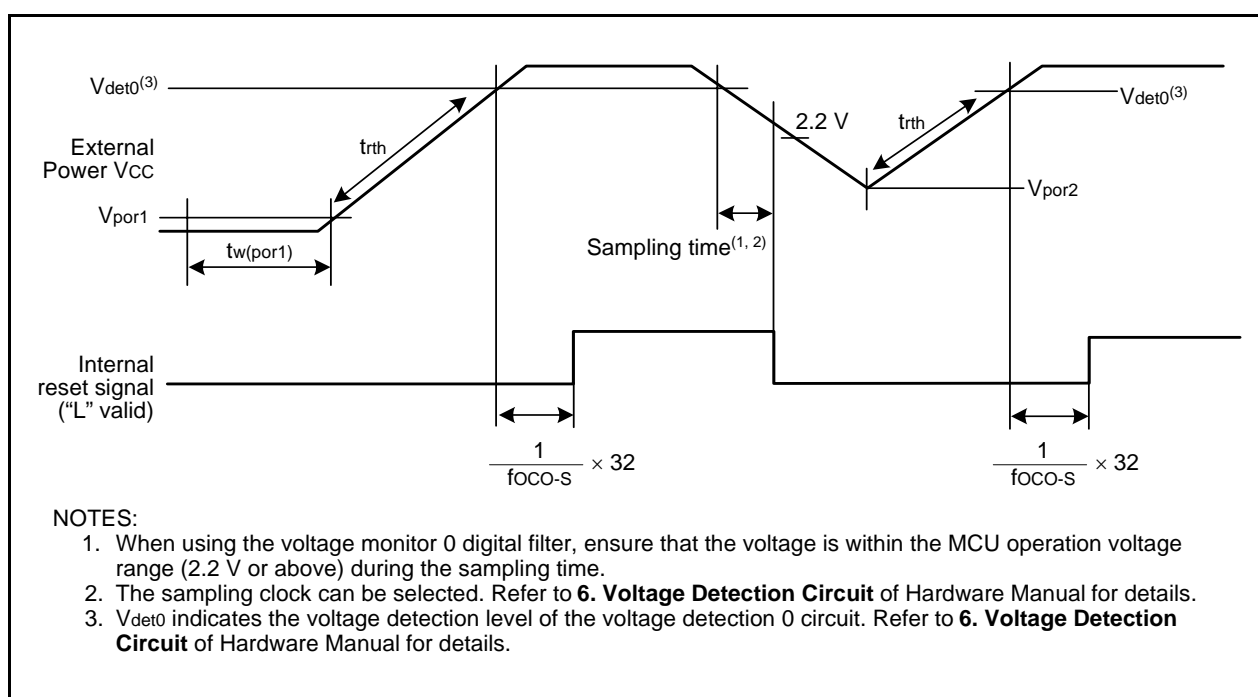 Vdet0(3)
2.2 V
Vdet0(3)
trth
trth
External
Power VCC
Vpor1
Vpor2
tw(por1)
Sampling time(1, 2)
Internal
reset signal
(“L” valid)
1
fOCO-S
× 32
1
fOCO-S
× 32
NOTES:
1. When using the voltage monitor 0 digital filter, ensure that the voltage is within the MCU operation voltage
range (2.2 V or above) during the sampling time.
2. The sampling clock can be selected. Refer to 6. Voltage Detection Circuit of Hardware Manual for details.
3. Vdet0 indicates the voltage detection level of the voltage detection 0 circuit. Refer to 6. Voltage Detection
Circuit of Hardware Manual for details.